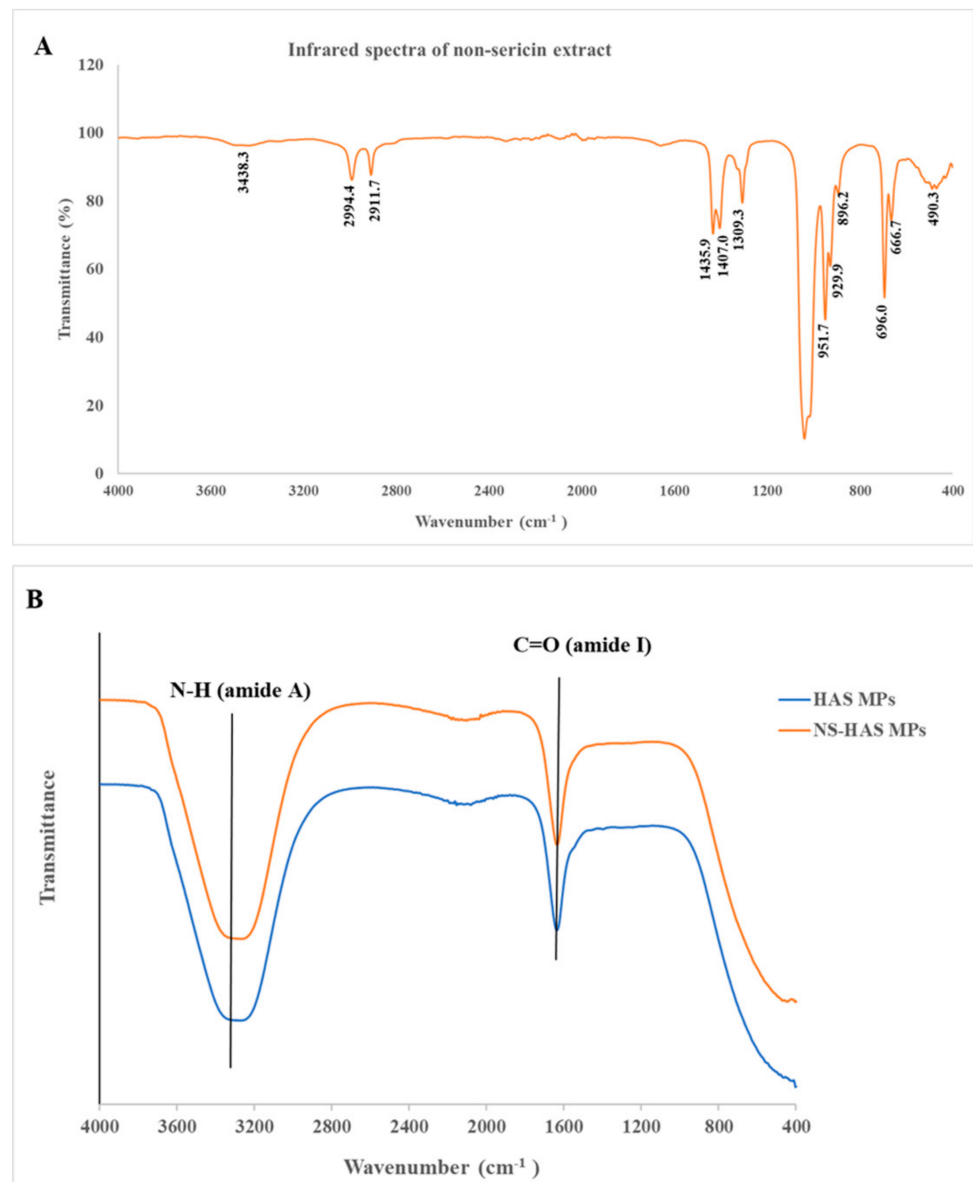 A
Infrared spectra of non-sericin extract
120
100
80
60
40
20
0
Transmittance (%)
3438.3
2994.4
2911.7
1435.9
1407.0
1309.3
951.7
929.9
896.2
696.0
666.7
490.3
4000 3600 3200 2800 2400 2000 1600 1200 800 400
Wavenumber (cm⁻¹ )
B
C=O (amide I)
N-H (amide A)
HAS MPs
NS-HAS MPs
Transmittance
4000 3600 3200 2800 2400 2000 1600 1200 800 400
Wavenumber (cm⁻¹ )